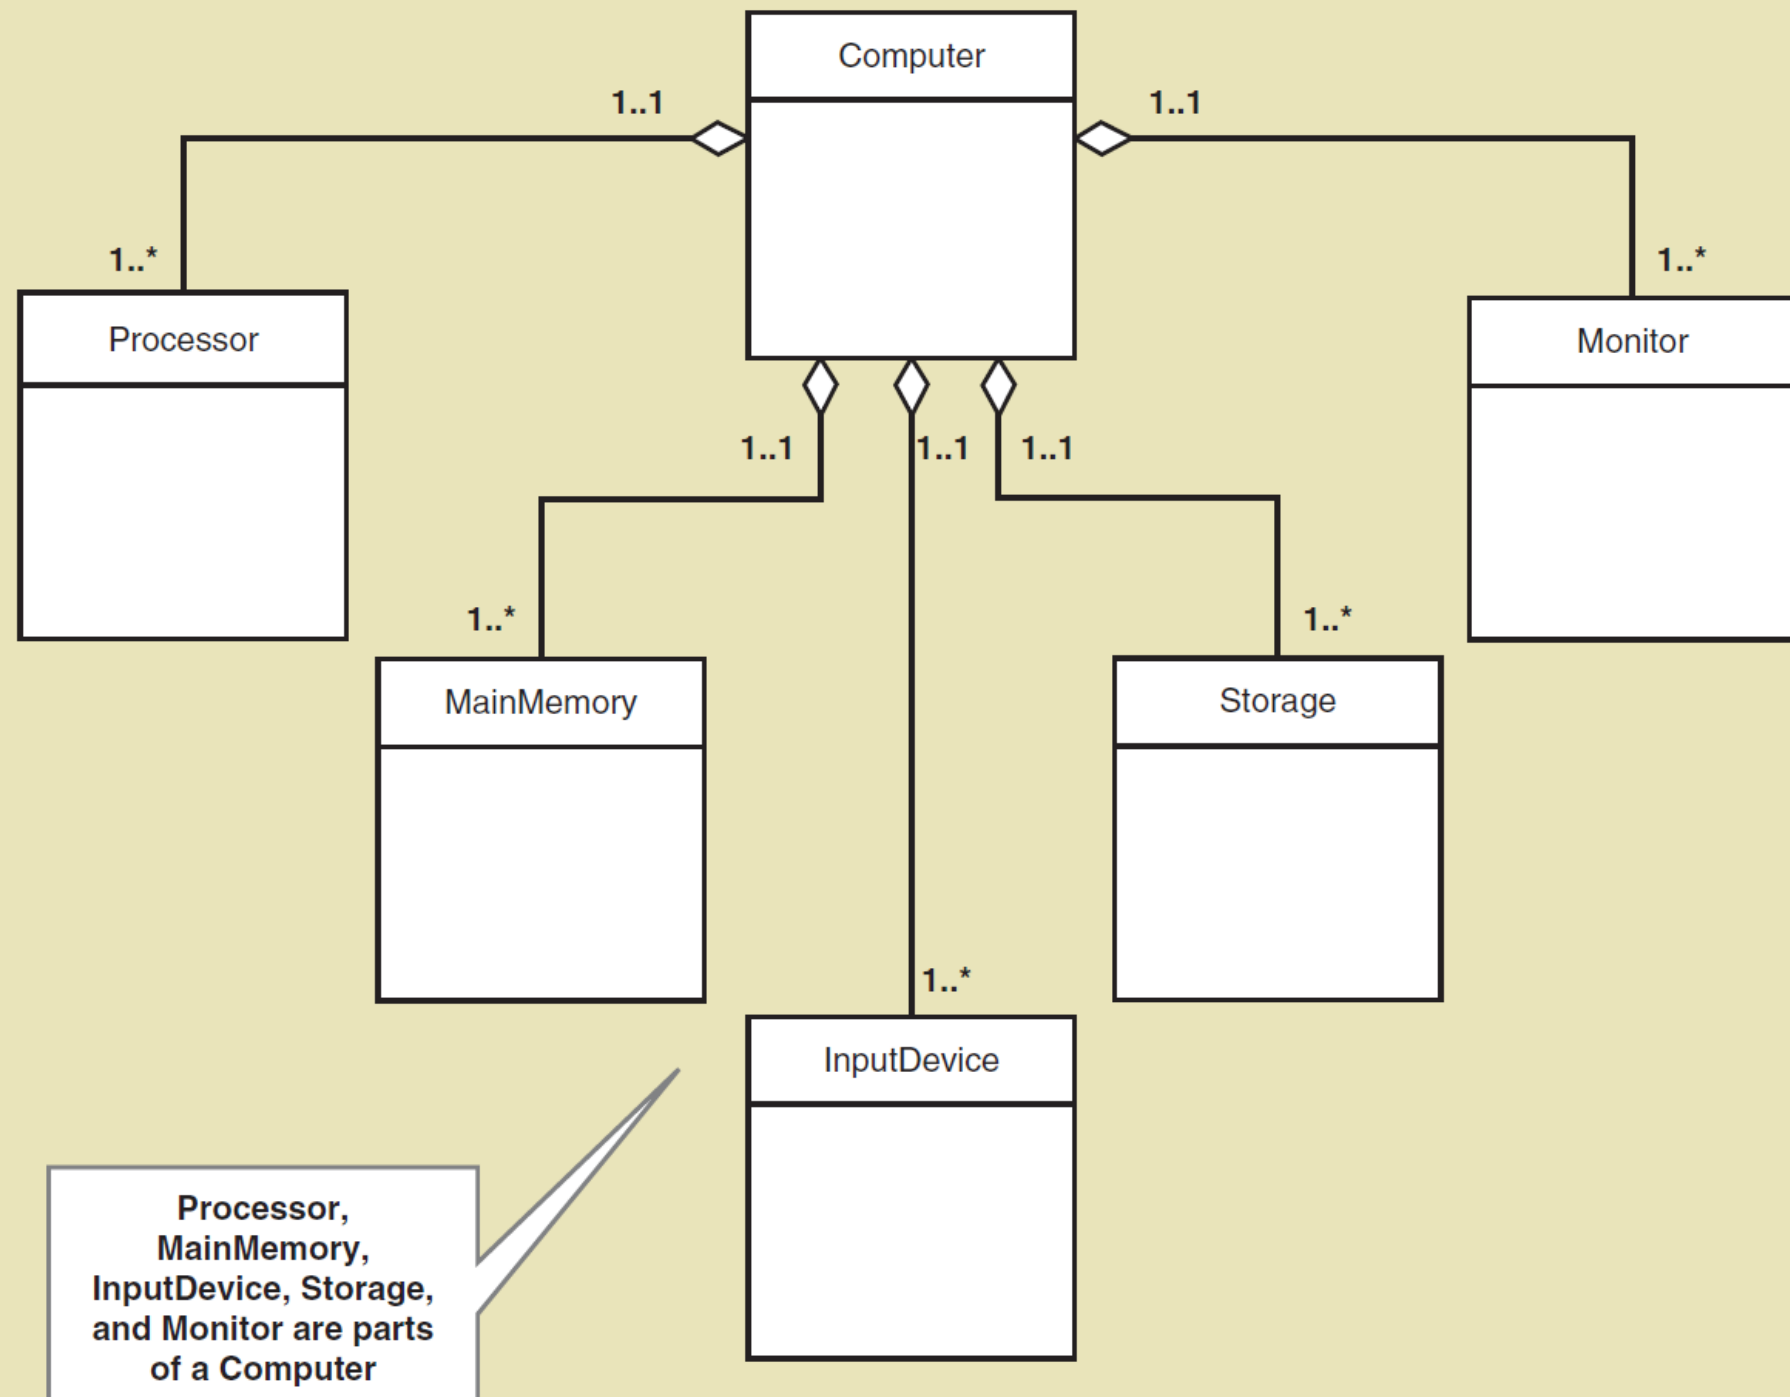 Computer
1..1
1..1
1..*
1..*
Processor
Monitor
1..1
1..1
1..1
1..*
1..*
MainMemory
Storage
1..*
InputDevice
Processor,
MainMemory,
InputDevice, Storage,
and Monitor are parts
of a Computer